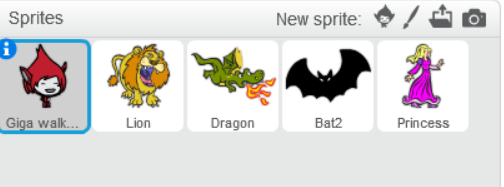 Sprites New sprite:
Giga walk... Lion Dragon Bat2 Princess